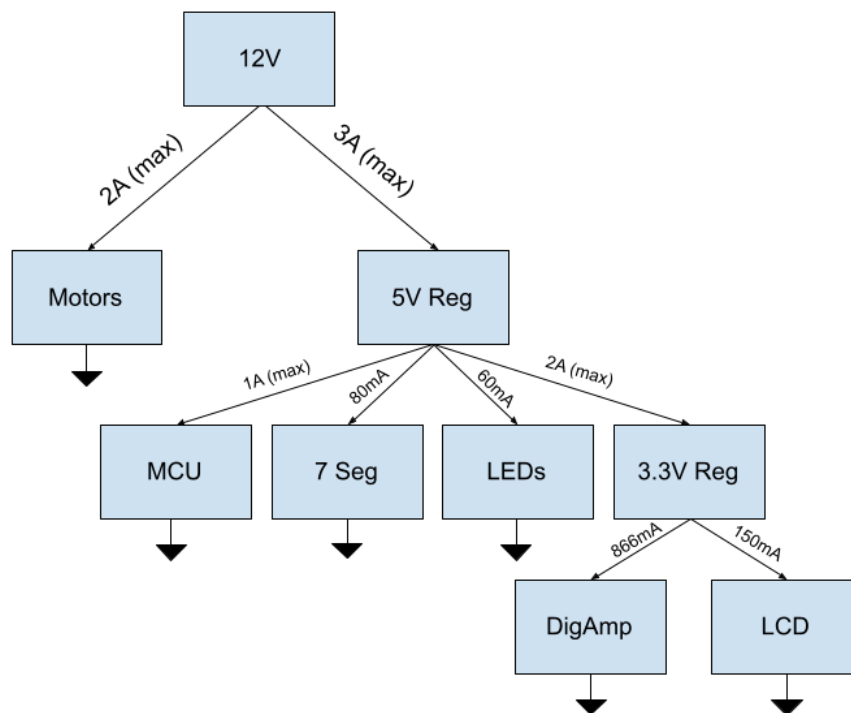 12V
2A (max)
3A (max)
Motors
5V Reg
1A (max)
80mA
60mA
2A (max)
MCU
7 Seg
LEDs
3.3V Reg
866mA
150mA
DigAmp
LCD